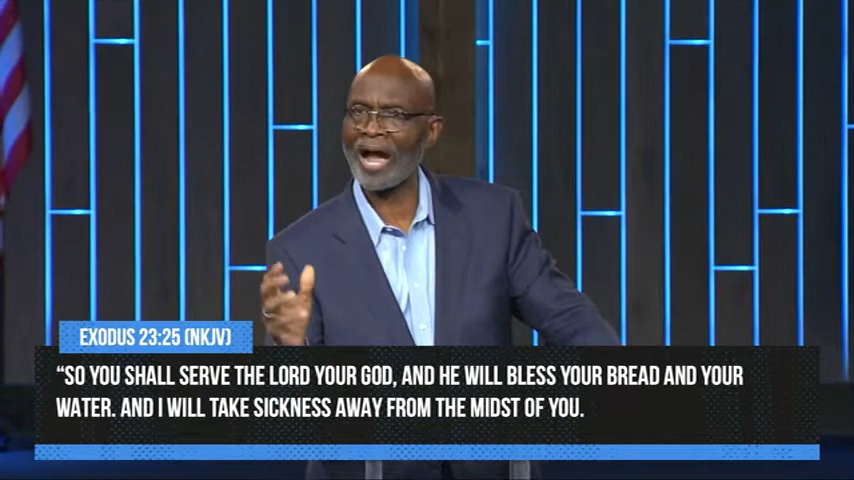 EXODUS 23:25 (NKJV)
“SO YOU SHALL SERVE THE LORD YOUR GOD, AND HE WILL BLESS YOUR BREAD AND YOUR
WATER. AND I WILL TAKE SICKNESS AWAY FROM THE MIDST OF YOU.